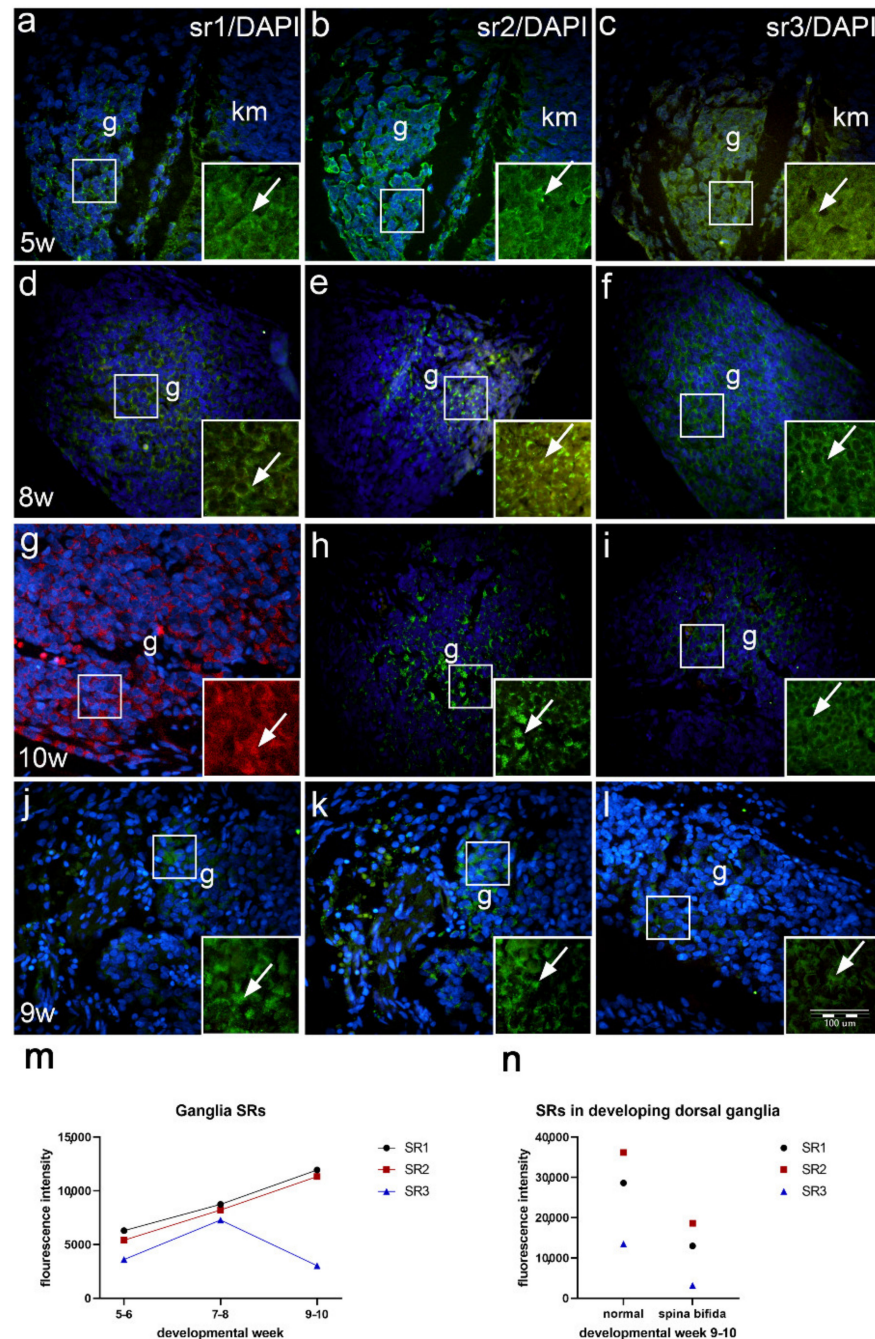 a sr1/DAPI
b sr2/DAPI
c sr3/DAPI
g km
g km
g km
5w
d
e
f
g
g
g
8w
g
h
i
g
g
g
10w
j
k
l
g
g
g
9w
100 um
m
n
Ganglia SRs
flourescence intensity
15,000
10,000
5000
0
5-6 7-8 9-10
developmental week
SR1
SR2
SR3
SRs in developing dorsal ganglia
fluorescence intensity
40,000
30,000
20,000
10,000
0
normal spina bifida
developmental week 9-10
SR1
SR2
SR3